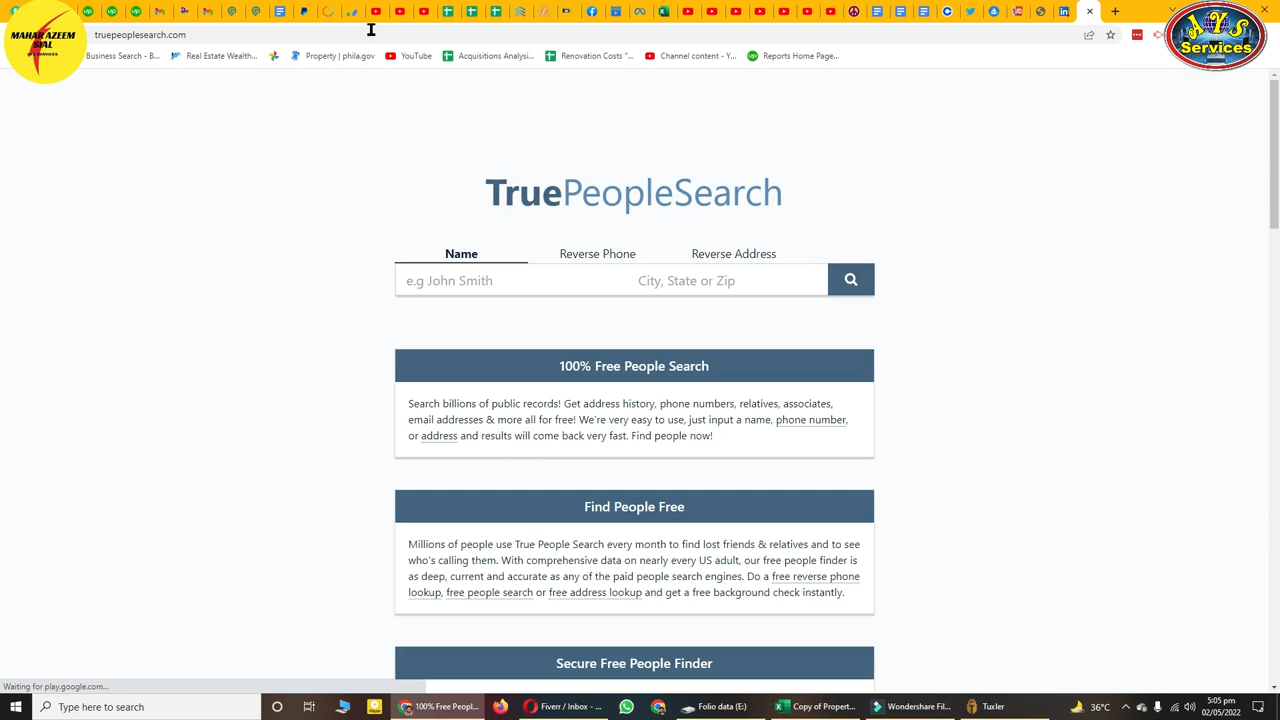 MAHAR AZEEM
SIAL
truepeoplesearch.com
AYS
Services
Business Search - B...
Real Estate Wealth...
Property | phila.gov
YouTube
Acquisitions Analysi...
Renovation Costs "...
Channel content - Y...
Reports Home Page...
TruePeopleSearch
Name
Reverse Phone
Reverse Address
e.g John Smith
City, State or Zip
100% Free People Search
Search billions of public records! Get address history, phone numbers, relatives, associates,
email addresses & more all for free! We're very easy to use, just input a name, phone number,
or address and results will come back very fast. Find people now!
Find People Free
Millions of people use True People Search every month to find lost friends & relatives and to see
who's calling them. With comprehensive data on nearly every US adult, our free people finder is
as deep, current and accurate as any of the paid people search engines. Do a free reverse phone
lookup, free people search or free address lookup and get a free background check instantly.
Secure Free People Finder
Waiting for play.google.com...
Type here to search
100% Free Peopl...
Fiverr / Inbox - ...
Folio data (E:)
Copy of Propert...
Wondershare Fil...
Tuxler
36°C
5:05 pm
02/05/2022